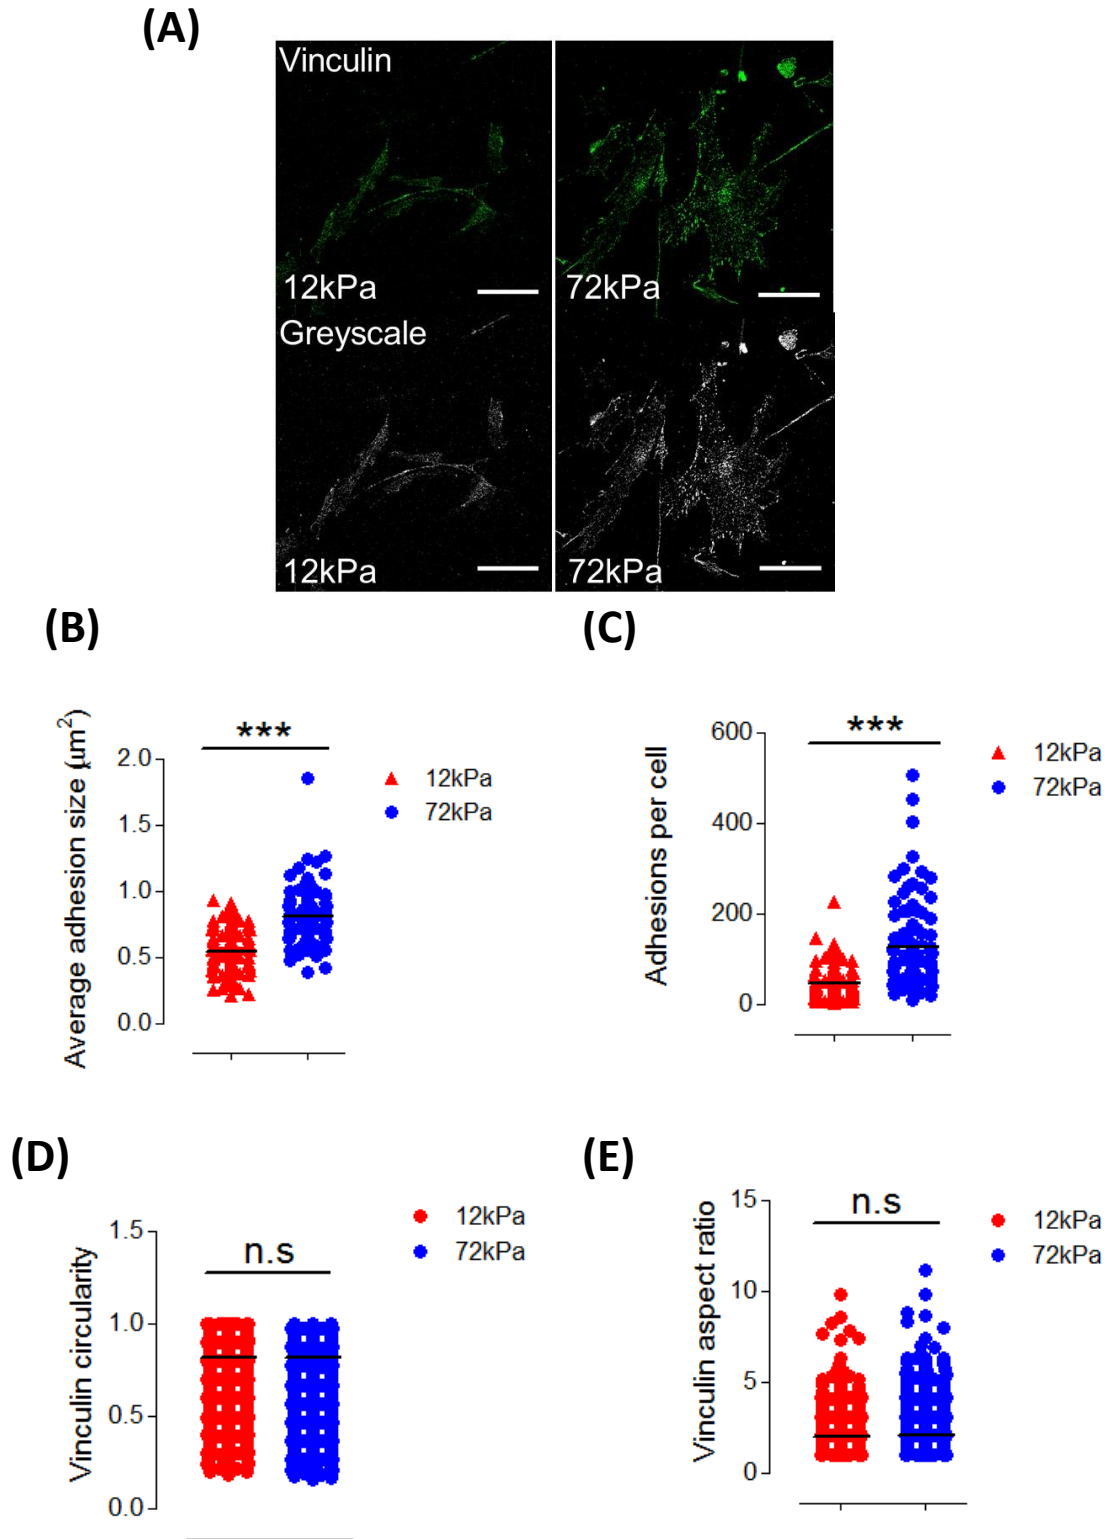 (A)
Vinculin
12kPa
72kPa
Greyscale
12kPa
72kPa
(B)
Average adhesion size (µm²)
2.0
1.5
1.0
0.5
0.0
***
12kPa
72kPa
(C)
Adhesions per cell
600
400
200
0
***
12kPa
72kPa
(D)
Vinculin circularity
1.5
1.0
0.5
0.0
n.s
12kPa
72kPa
(E)
Vinculin aspect ratio
15
10
5
0
n.s
12kPa
72kPa